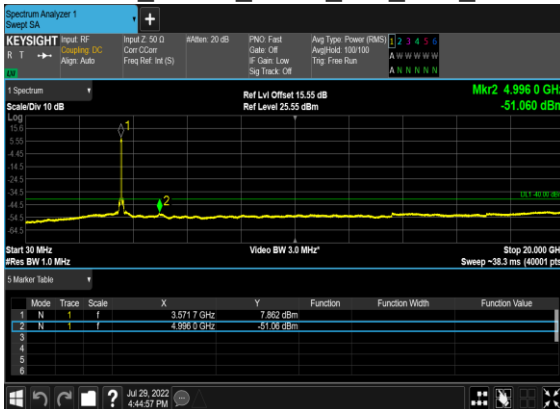 Spectrum Analyzer 1
Swept SA
+
KEYSIGHT Input: RF Input Z: 50 Ω #Atten: 20 dB PNO: Fast Avg Type: Power (RMS) 1 2 3 4 5 6
R T Coupling: DC Corr CCorr Gate: Off Avg|Hold: 100/100 A W W W W W
Align: Auto Freq Ref: Int (S) IF Gain: Low Trig: Free Run
LXI Sig Track: Off A N N N N N
1 Spectrum Ref Lvl Offset 15.55 dB Mkr2 4.996 0 GHz
Scale/Div 10 dB Ref Level 25.55 dBm -51.060 dBm
Log
15.6
5.55
-4.45
-14.5
-24.5
-34.5
-44.5
-54.5
-64.5
1
2
DL1 -40.00 dBm
Start 30 MHz Video BW 3.0 MHz* Stop 20.000 GHz
#Res BW 1.0 MHz Sweep ~38.3 ms (40001 pts)
5 Marker Table
Mode Trace Scale X Y Function Function Width Function Value
1 N 1 f 3.571 7 GHz 7.862 dBm
2 N 1 f 4.996 0 GHz -51.06 dBm
3
4
5
6
? Jul 29, 2022
4:44:57 PM